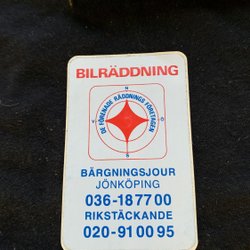 BILRÄDDNING
N
DE FÖRENADE RÄDDNINGS FÖRETAGEN
V
O
S
BÄRGNINGSJOUR
JÖNKÖPING
036-187700
RIKSTÄCKANDE
020-910095